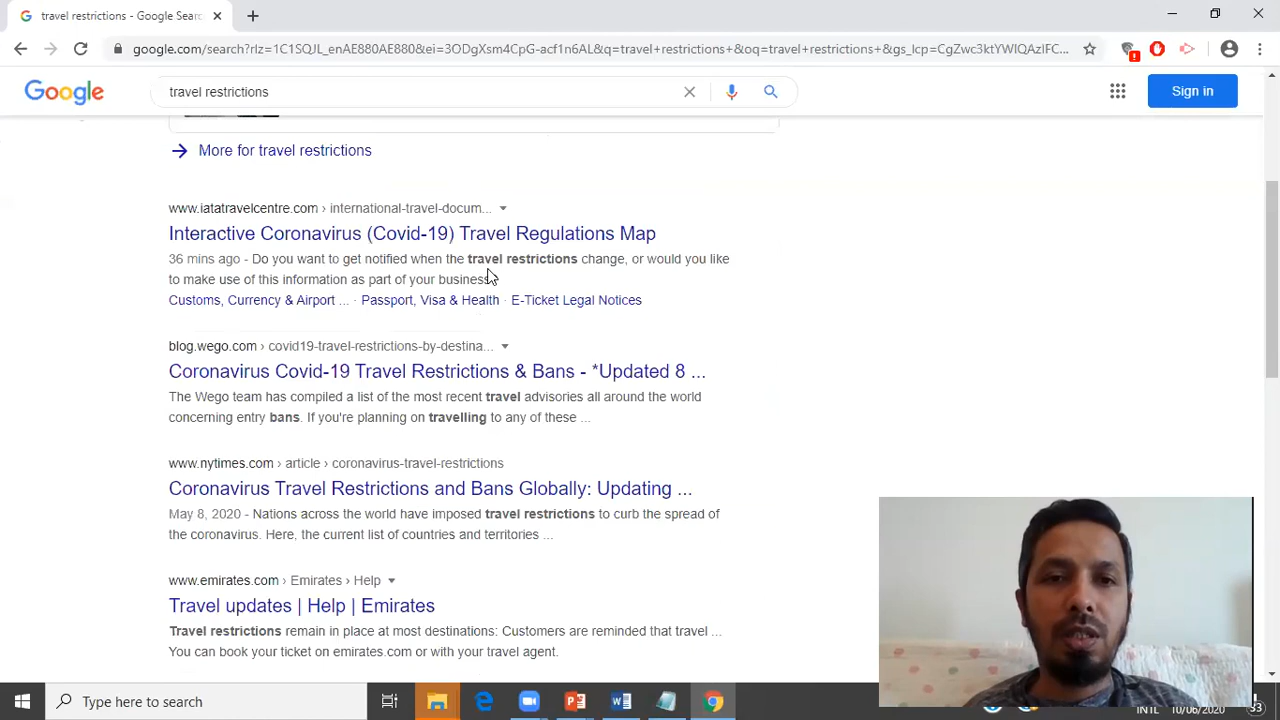 travel restrictions - Google Sear
google.com/search?rlz=1C1SQJL_enAE880AE880&ei=3ODgXsm4CpG-acf1n6AL&q=travel+restrictions+&oq=travel+restrictions+&gs_lcp=CgZwc3ktYWIQAzIFC...
Google
travel restrictions
Sign in
More for travel restrictions
www.iatatravelcentre.com › international-travel-docum...
Interactive Coronavirus (Covid-19) Travel Regulations Map
36 mins ago - Do you want to get notified when the travel restrictions change, or would you like
to make use of this information as part of your business
Customs, Currency & Airport ... · Passport, Visa & Health · E-Ticket Legal Notices
blog.wego.com › covid19-travel-restrictions-by-destina...
Coronavirus Covid-19 Travel Restrictions & Bans - *Updated 8 ...
The Wego team has compiled a list of the most recent travel advisories all around the world
concerning entry bans. If you're planning on travelling to any of these ...
www.nytimes.com › article › coronavirus-travel-restrictions
Coronavirus Travel Restrictions and Bans Globally: Updating ...
May 8, 2020 - Nations across the world have imposed travel restrictions to curb the spread of
the coronavirus. Here, the current list of countries and territories ...
www.emirates.com › Emirates › Help
Travel updates | Help | Emirates
Travel restrictions remain in place at most destinations: Customers are reminded that travel ...
You can book your ticket on emirates.com or with your travel agent.
Type here to search
INTL
10/06/2020
33